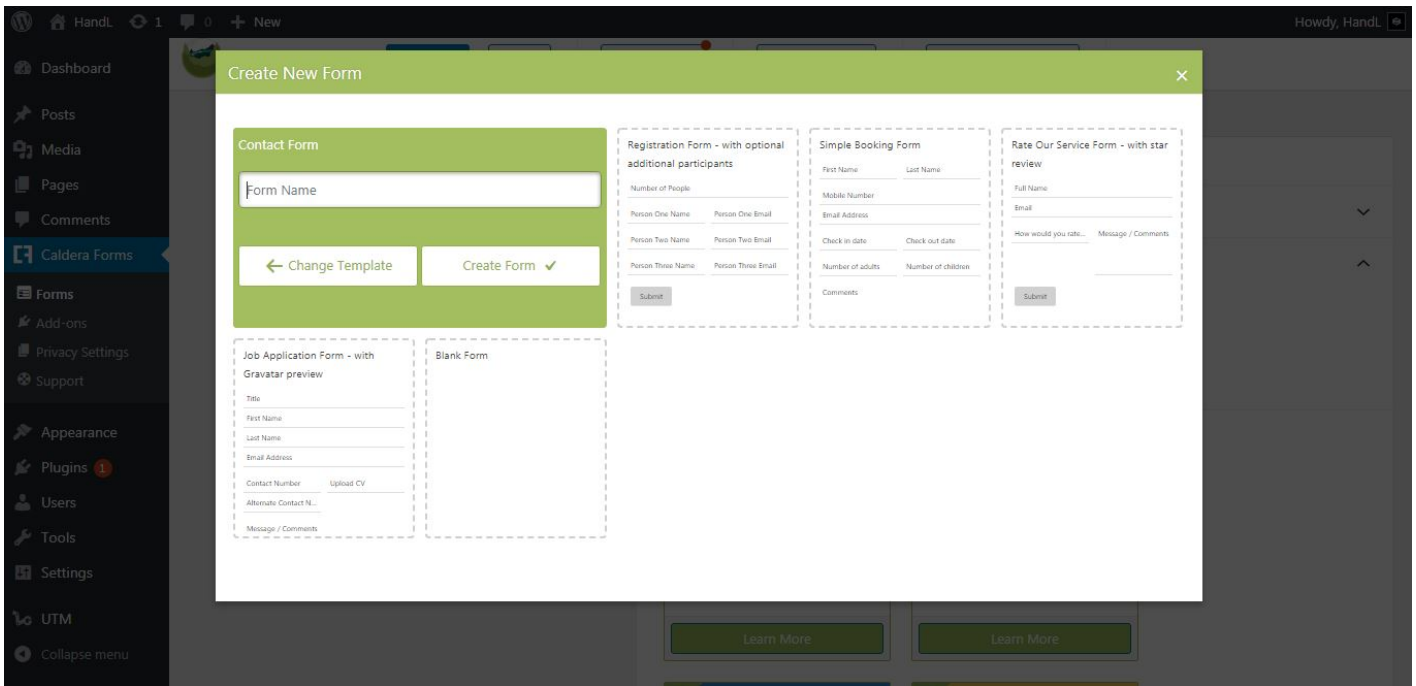 HandL 1 0 + New
Howdy, HandL
Dashboard
Posts
Media
Pages
Comments
Caldera Forms
Forms
Add-ons
Privacy Settings
Support
Appearance
Plugins 1
Users
Tools
Settings
UTM
Collapse menu
Create New Form ×
Contact Form
Form Name
← Change Template
Create Form ✓
Registration Form - with optional
additional participants
Number of People
Person One Name Person One Email
Person Two Name Person Two Email
Person Three Name Person Three Email
Submit
Simple Booking Form
First Name Last Name
Mobile Number
Email Address
Check in date Check out date
Number of adults Number of children
Comments
Rate Our Service Form - with star
review
Full Name
Email
How would you rate... Message / Comments
Submit
Job Application Form - with
Gravatar preview
Title
First Name
Last Name
Email Address
Contact Number Upload CV
Alternate Contact N...
Message / Comments
Blank Form
Learn More Learn More